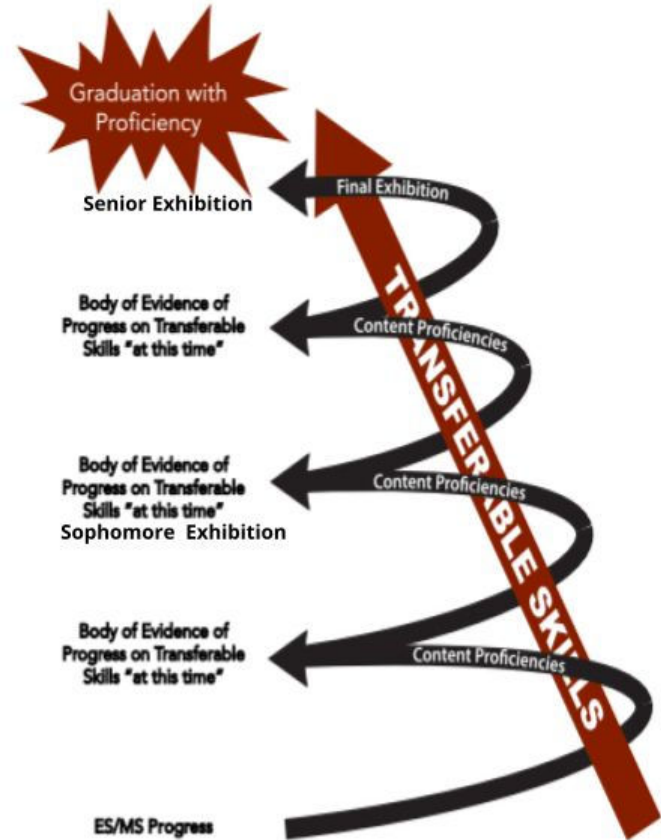 Graduation with
Proficiency
Final Exhibition
Senior Exhibition
Body of Evidence of
Progress on Transferable
Skills "at this time"
Content Proficiencies
TRANSFERABLE SKILLS
Body of Evidence of
Progress on Transferable
Skills "at this time"
Sophomore Exhibition
Content Proficiencies
Body of Evidence of
Progress on Transferable
Skills "at this time"
Content Proficiencies
ES/MS Progress